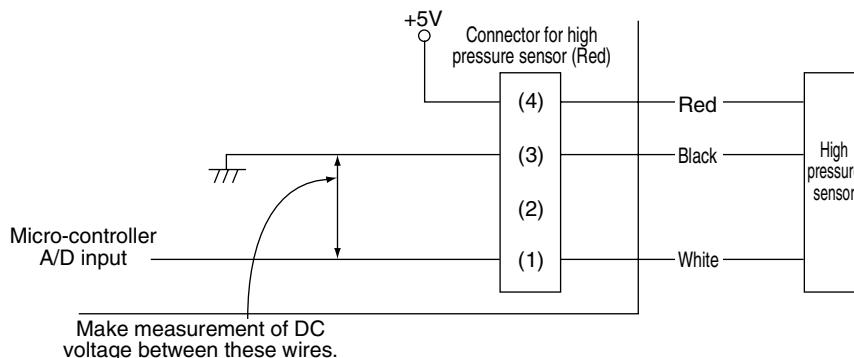 +5V
Connector for high
pressure sensor (Red)
(4)
Red
(3)
Black
High
pressure
sensor
(2)
Micro-controller
A/D input
(1)
White
Make measurement of DC
voltage between these wires.